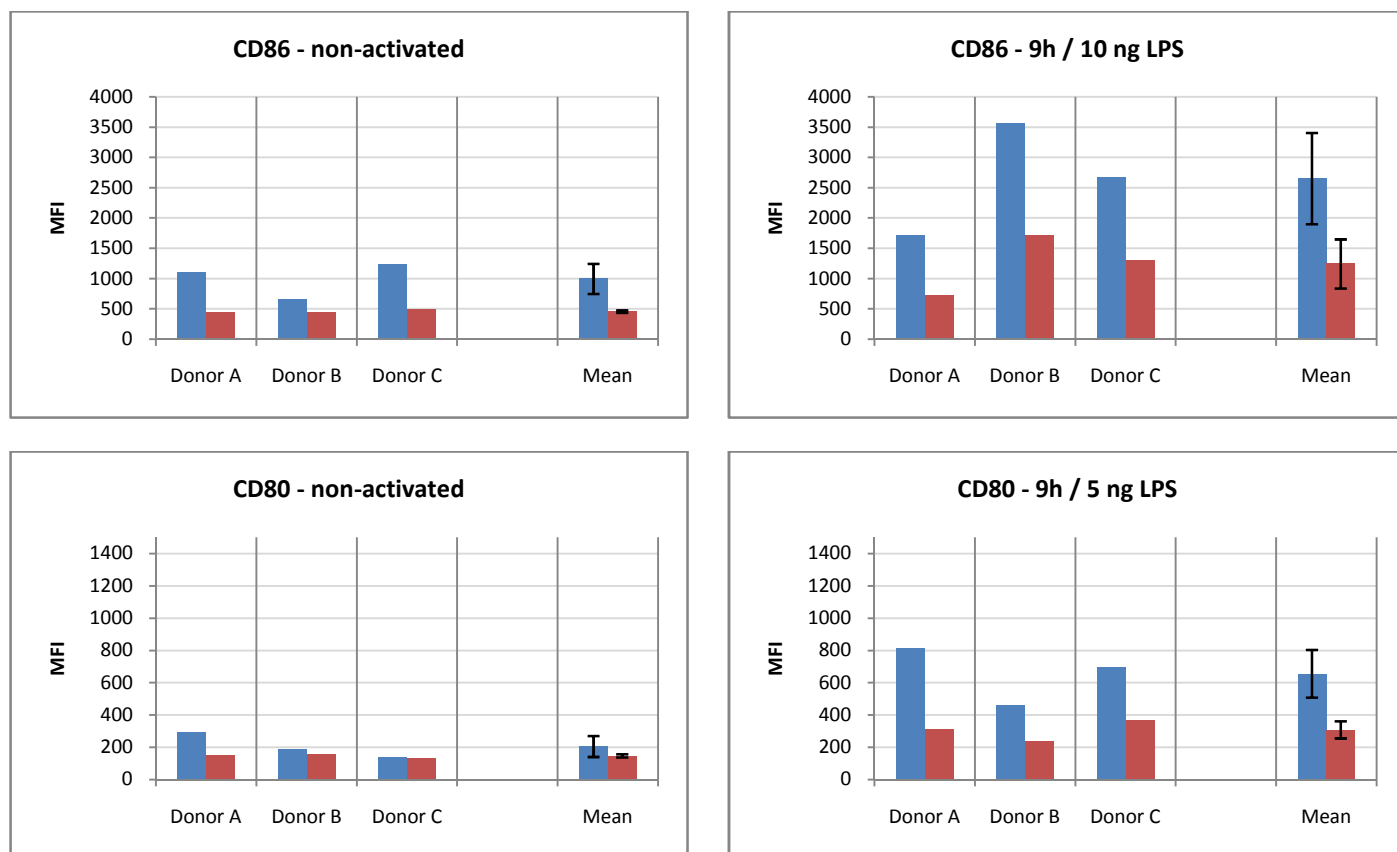 CD86 - non-activated
4000
3500
3000
2500
2000
1500
1000
500
0
MFI
Donor A Donor B Donor C Mean
CD86 - 9h / 10 ng LPS
4000
3500
3000
2500
2000
1500
1000
500
0
MFI
Donor A Donor B Donor C Mean
CD80 - non-activated
1400
1200
1000
800
600
400
200
0
MFI
Donor A Donor B Donor C Mean
CD80 - 9h / 5 ng LPS
1400
1200
1000
800
600
400
200
0
MFI
Donor A Donor B Donor C Mean